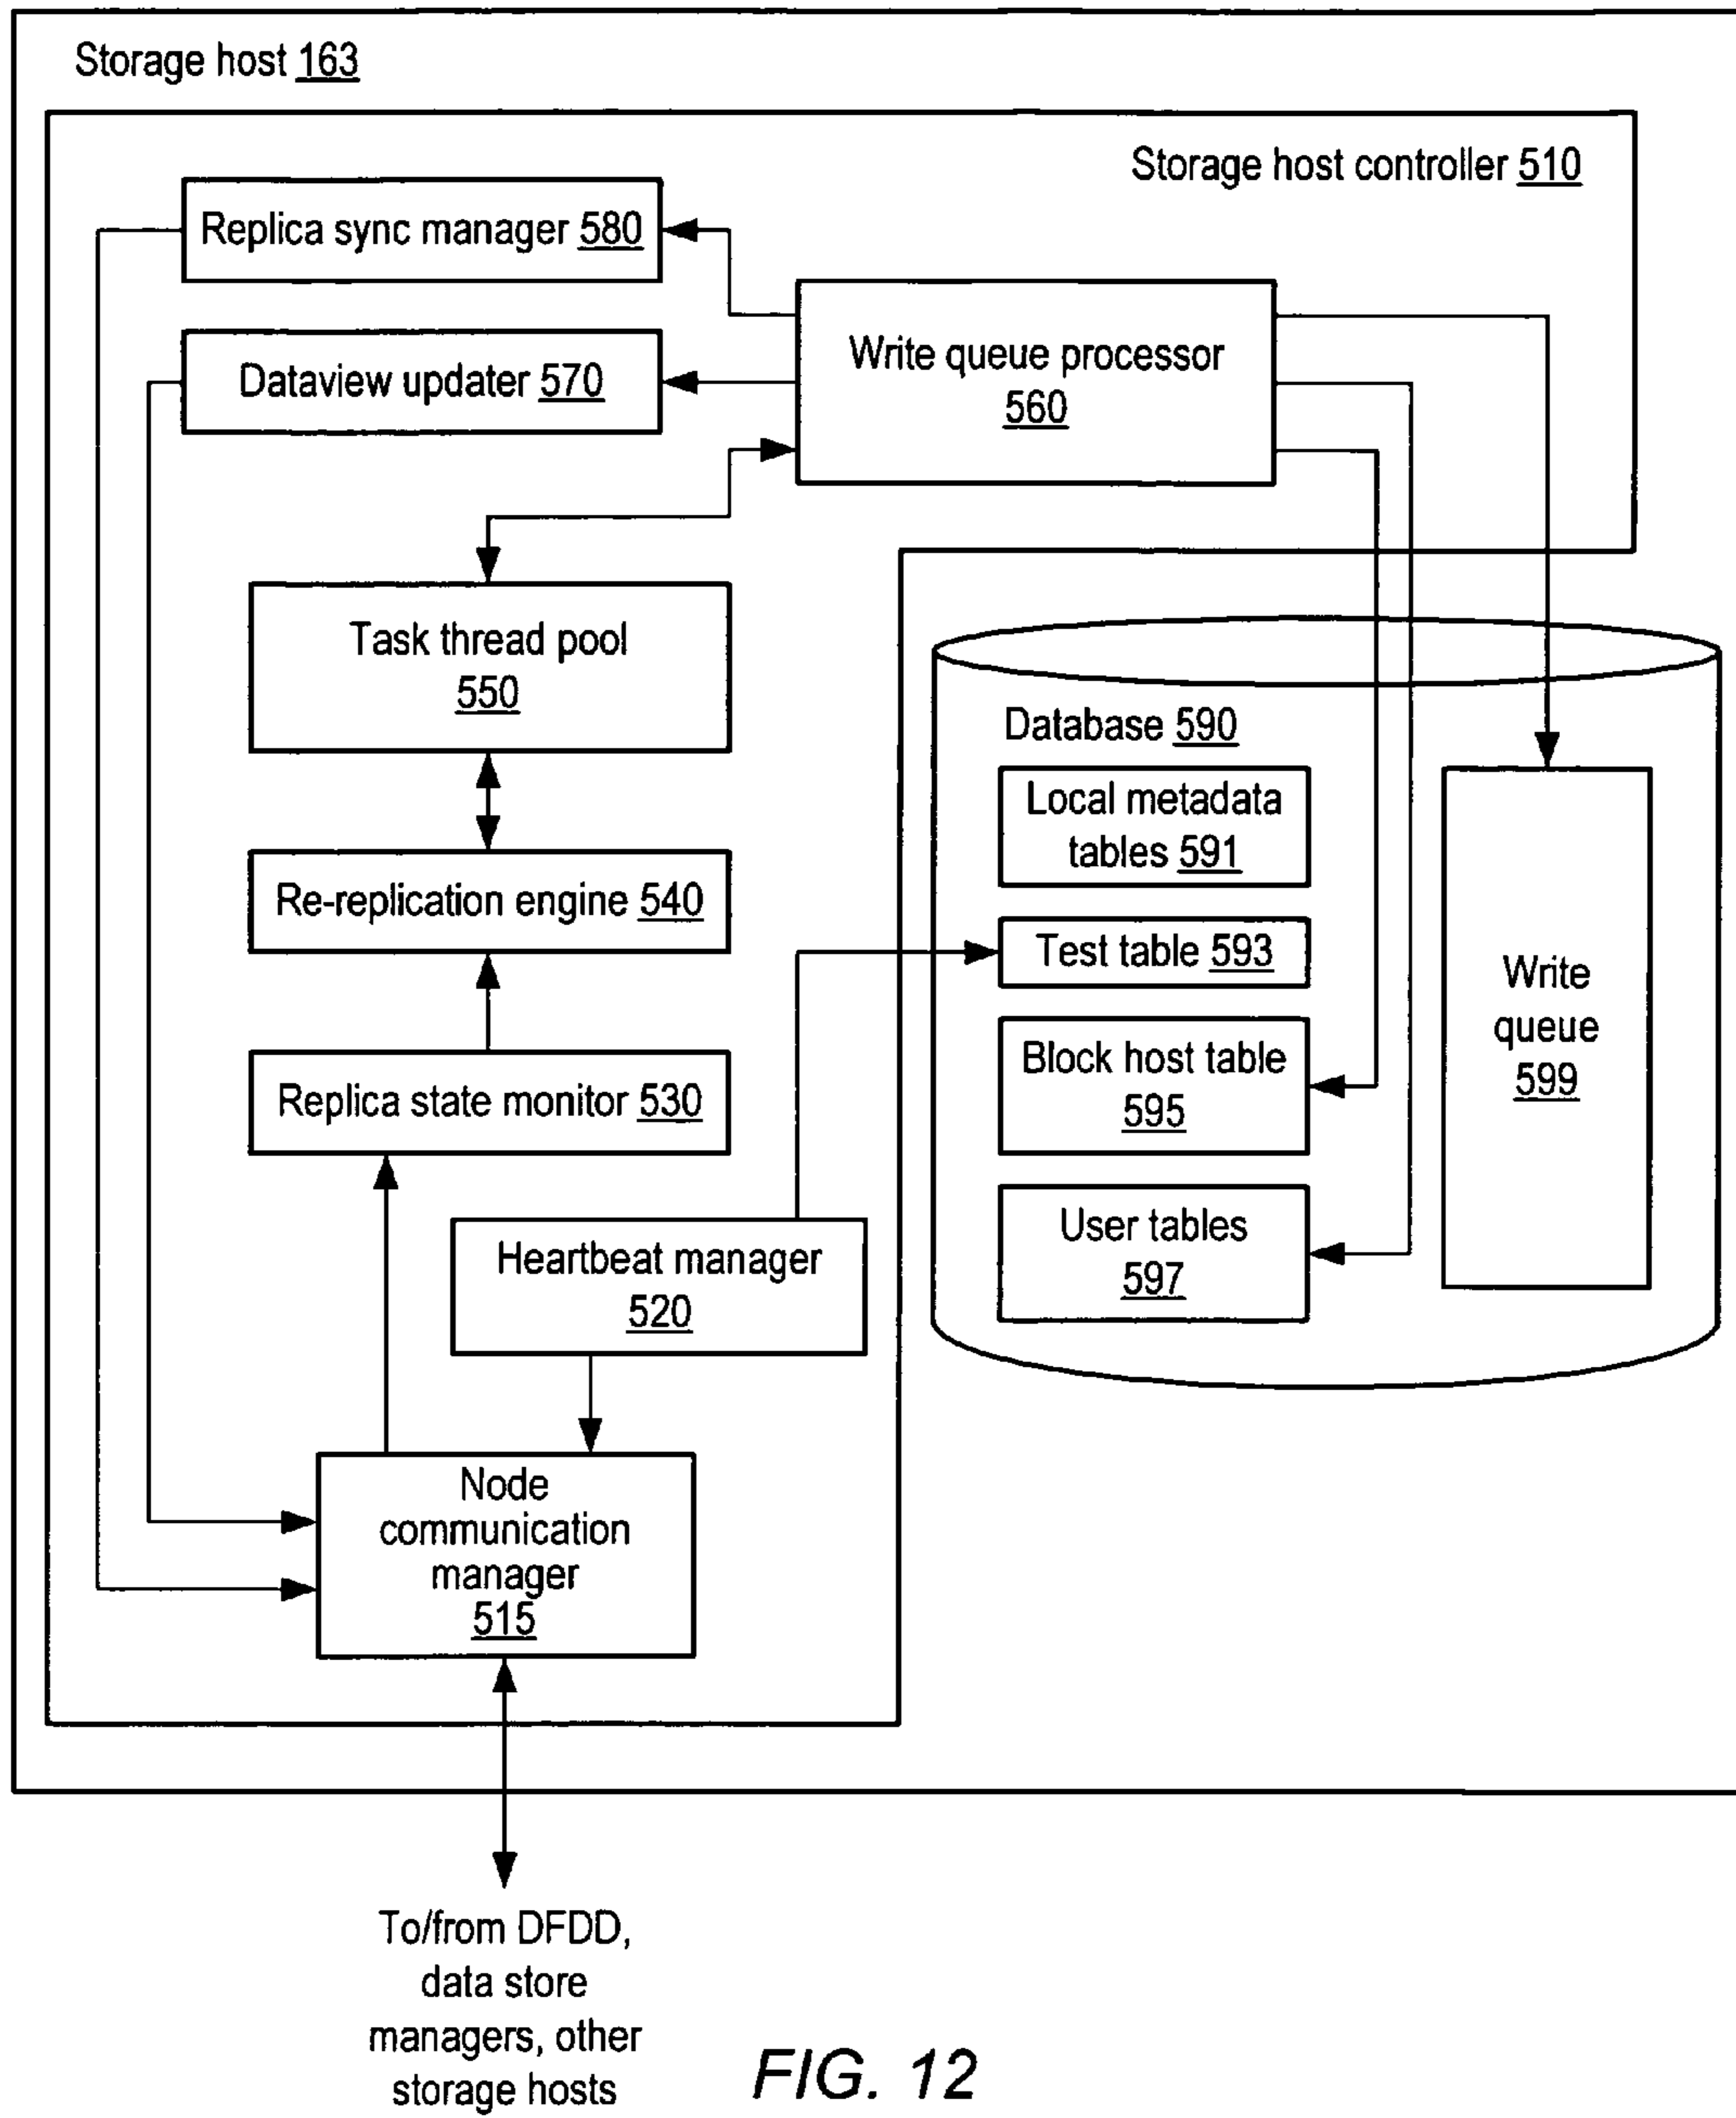 Storage host 163
Storage host controller 510
Replica sync manager 580
Dataview updater 570
Write queue processor
560
Task thread pool
550
Re-replication engine 540
Replica state monitor 530
Heartbeat manager
520
Node
communication
manager
515
Database 590
Local metadata
tables 591
Test table 593
Block host table
595
User tables
597
Write
queue
599
To/from DFDD,
data store
managers, other
storage hosts
FIG. 12